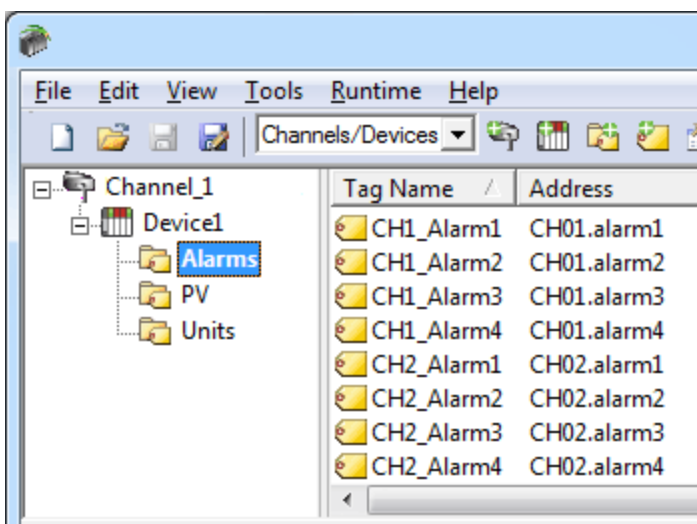 File Edit View Tools Runtime Help
Channels/Devices
Channel_1
Device1
Alarms
PV
Units
Tag Name Address
CH1_Alarm1 CH01.alarm1
CH1_Alarm2 CH01.alarm2
CH1_Alarm3 CH01.alarm3
CH1_Alarm4 CH01.alarm4
CH2_Alarm1 CH02.alarm1
CH2_Alarm2 CH02.alarm2
CH2_Alarm3 CH02.alarm3
CH2_Alarm4 CH02.alarm4